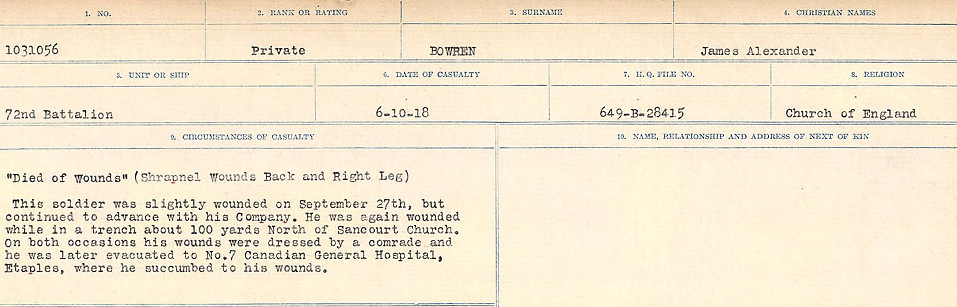 1. NO. 2. RANK OR RATING 3. SURNAME 4. CHRISTIAN NAMES
1031056 Private BOWREN James Alexander
5. UNIT OR SHIP 6. DATE OF CASUALTY 7. H.Q. FILE NO. 8. RELIGION
72nd Battalion 6-10-18 649-B-28415 Church of England
9. CIRCUMSTANCES OF CASUALTY 10. NAME, RELATIONSHIP AND ADDRESS OF NEXT OF KIN
"Died of Wounds" (Shrapnel Wounds Back and Right Leg)
This soldier was slightly wounded on September 27th, but
continued to advance with his Company. He was again wounded
while in a trench about 100 yards North of Sancourt Church.
On both occasions his wounds were dressed by a comrade and
he was later evacuated to No.7 Canadian General Hospital,
Etaples, where he succumbed to his wounds.